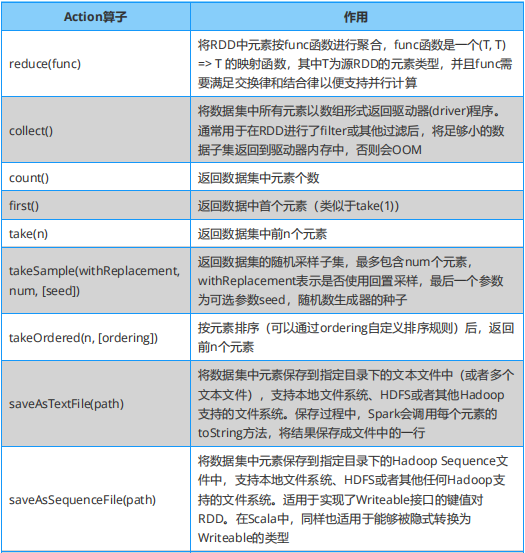 Action算子
作用
reduce(func)
将RDD中元素按func函数进行聚合，func函数是一个(T, T)
=> T 的映射函数，其中T为源RDD的元素类型，并且func需
要满足交换律和结合律以便支持并行计算
collect()
将数据集中所有元素以数组形式返回驱动器(driver)程序。
通常用于在RDD进行了filter或其他过滤后，将足够小的数
据子集返回到驱动器内存中，否则会OOM
count()
返回数据集中元素个数
first()
返回数据中首个元素（类似于take(1)）
take(n)
返回数据集中前n个元素
takeSample(withReplacement,
num, [seed])
返回数据集的随机采样子集，最多包含num个元素，
withReplacement表示是否使用回置采样，最后一个参数
为可选参数seed，随机数生成器的种子
takeOrdered(n, [ordering])
按元素排序（可以通过ordering自定义排序规则）后，返回
前n个元素
saveAsTextFile(path)
将数据集中元素保存到指定目录下的文本文件中（或者多个
文本文件），支持本地文件系统、HDFS或者其他Hadoop
支持的文件系统。保存过程中，Spark会调用每个元素的
toString方法，将结果保存成文件中的一行
saveAsSequenceFile(path)
将数据集中元素保存到指定目录下的Hadoop Sequence文
件中，支持本地文件系统、HDFS或者其他任何Hadoop支
持的文件系统。适用于实现了Writeable接口的键值对
RDD。在Scala中，同样也适用于能够被隐式转换为
Writeable的类型